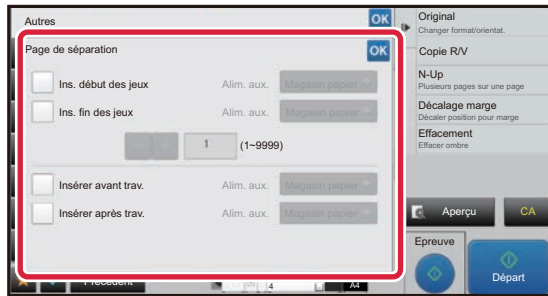 Autres
OK
Page de séparation
OK
Ins. début des jeux
Alim. aux.
Magasin papier
Ins. fin des jeux
Alim. aux.
Magasin papier
1
(1~9999)
Insérer avant trav.
Alim. aux.
Magasin papier
Insérer après trav.
Alim. aux.
Magasin papier
Précédent
4
A4
Original
Changer format/orientat.
Copie R/V
N-Up
Plusieurs pages sur une page
Décalage marge
Décaler position pour marge
Effacement
Effacer ombre
Aperçu
CA
Epreuve
Départ